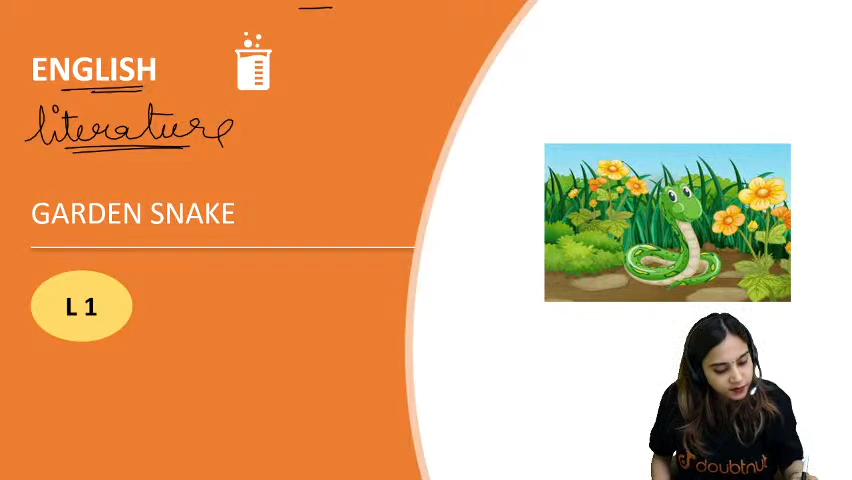 ENGLISH
literature
GARDEN SNAKE
L 1
doubtnut